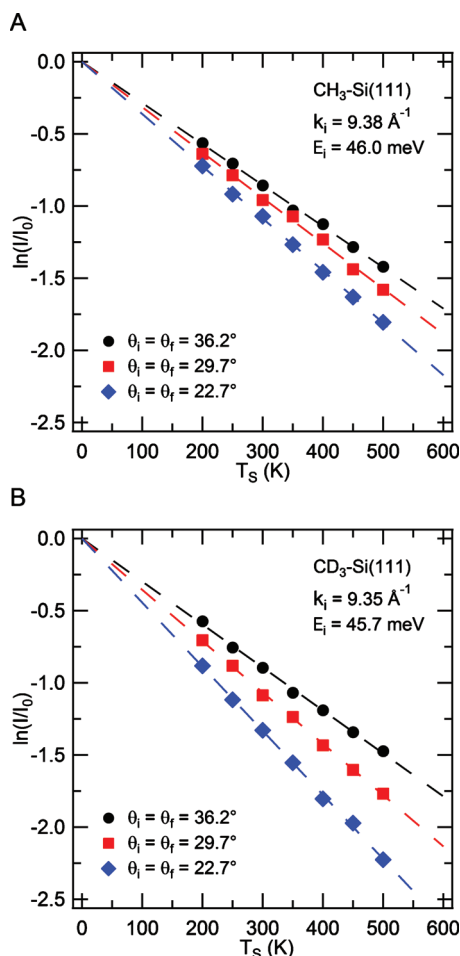 A
0.0
-0.5
-1.0
-1.5
-2.0
-2.5
ln(I/I₀)
CH₃-Si(111)
kᵢ = 9.38 Å⁻¹
Eᵢ = 46.0 meV
θᵢ = θf = 36.2°
θᵢ = θf = 29.7°
θᵢ = θf = 22.7°
0 100 200 300 400 500 600
Tₛ (K)
B
0.0
-0.5
-1.0
-1.5
-2.0
-2.5
ln(I/I₀)
CD₃-Si(111)
kᵢ = 9.35 Å⁻¹
Eᵢ = 45.7 meV
θᵢ = θf = 36.2°
θᵢ = θf = 29.7°
θᵢ = θf = 22.7°
0 100 200 300 400 500 600
Tₛ (K)